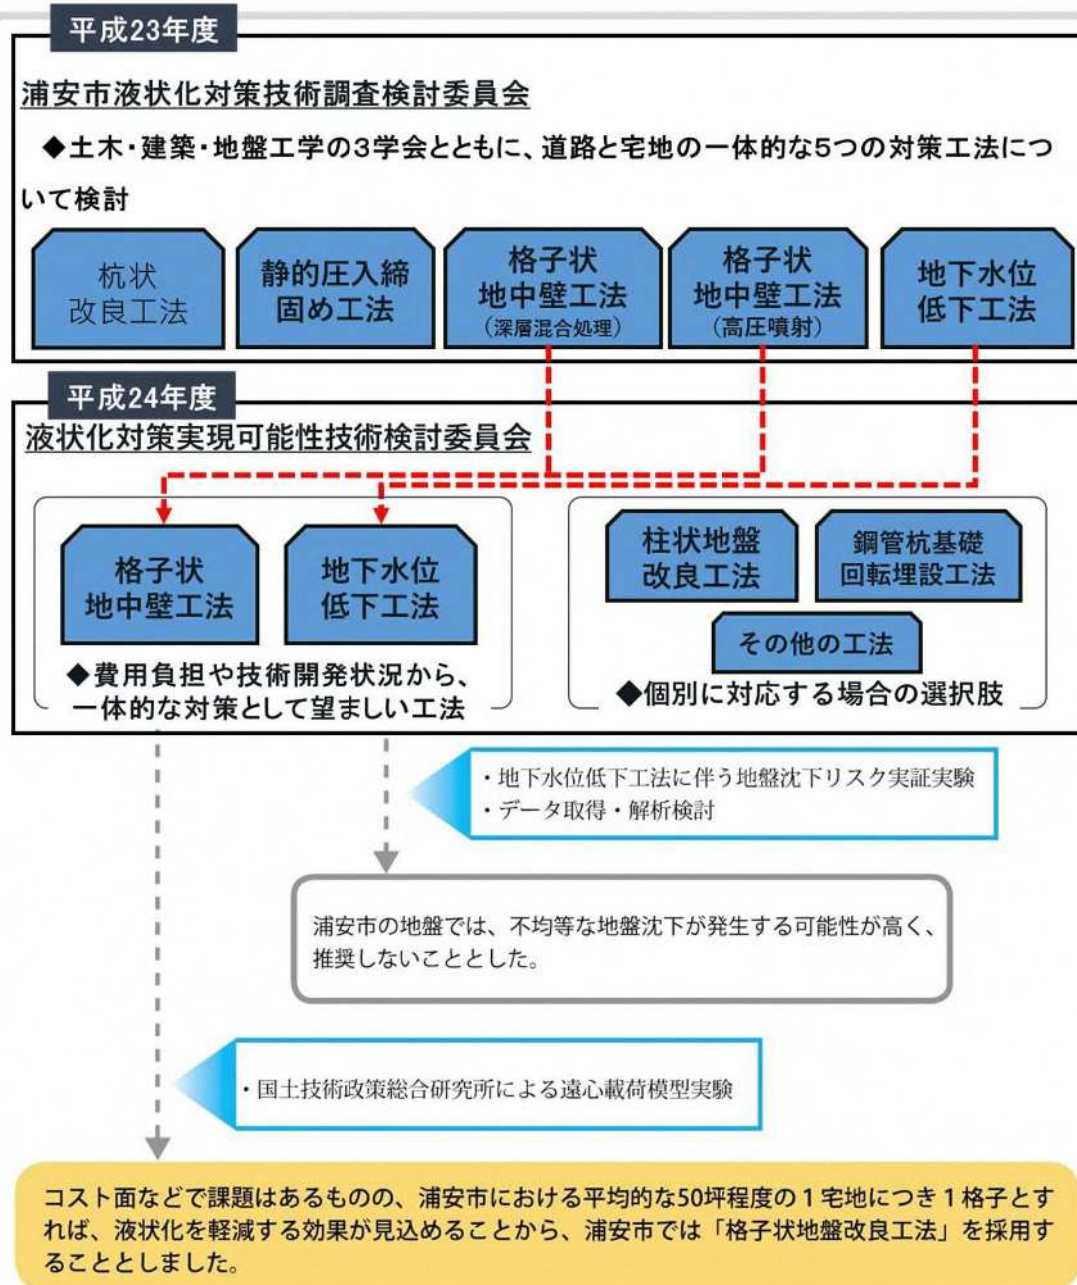 平成23年度
浦安市液状化対策技術調査検討委員会
◆土木・建築・地盤工学の3学会とともに、道路と宅地の一体的な5つの対策工法につ
いて検討
杭状
改良工法
静的圧入締
固め工法
格子状
地中壁工法
（深層混合処理）
格子状
地中壁工法
（高圧噴射）
地下水位
低下工法
平成24年度
液状化対策実現可能性技術検討委員会
格子状
地中壁工法
地下水位
低下工法
◆費用負担や技術開発状況から、
一体的な対策として望ましい工法
柱状地盤
改良工法
鋼管杭基礎
回転埋設工法
その他の工法
◆個別に対応する場合の選択肢
・地下水位低下工法に伴う地盤沈下リスク実証実験
・データ取得・解析検討
浦安市の地盤では、不均等な地盤沈下が発生する可能性が高く、
推奨しないこととした。
・国土技術政策総合研究所による遠心載荷模型実験
コスト面などで課題はあるものの、浦安市における平均的な50坪程度の１宅地につき１格子とす
れば、液状化を軽減する効果が見込めることから、浦安市では「格子状地盤改良工法」を採用す
ることとしました。